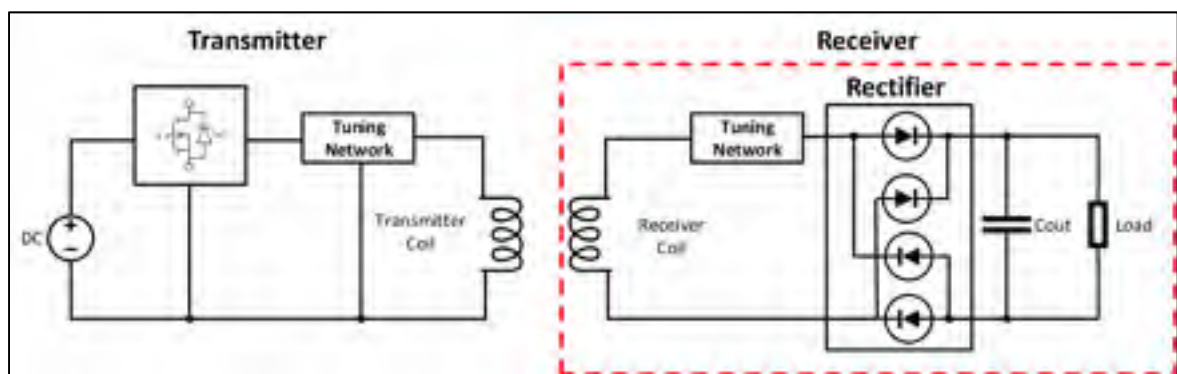 Transmitter
Receiver
Rectifier
Tuning
Network
Tuning
Network
Transmitter
Coil
Receiver
Coil
DC
Cout
Load